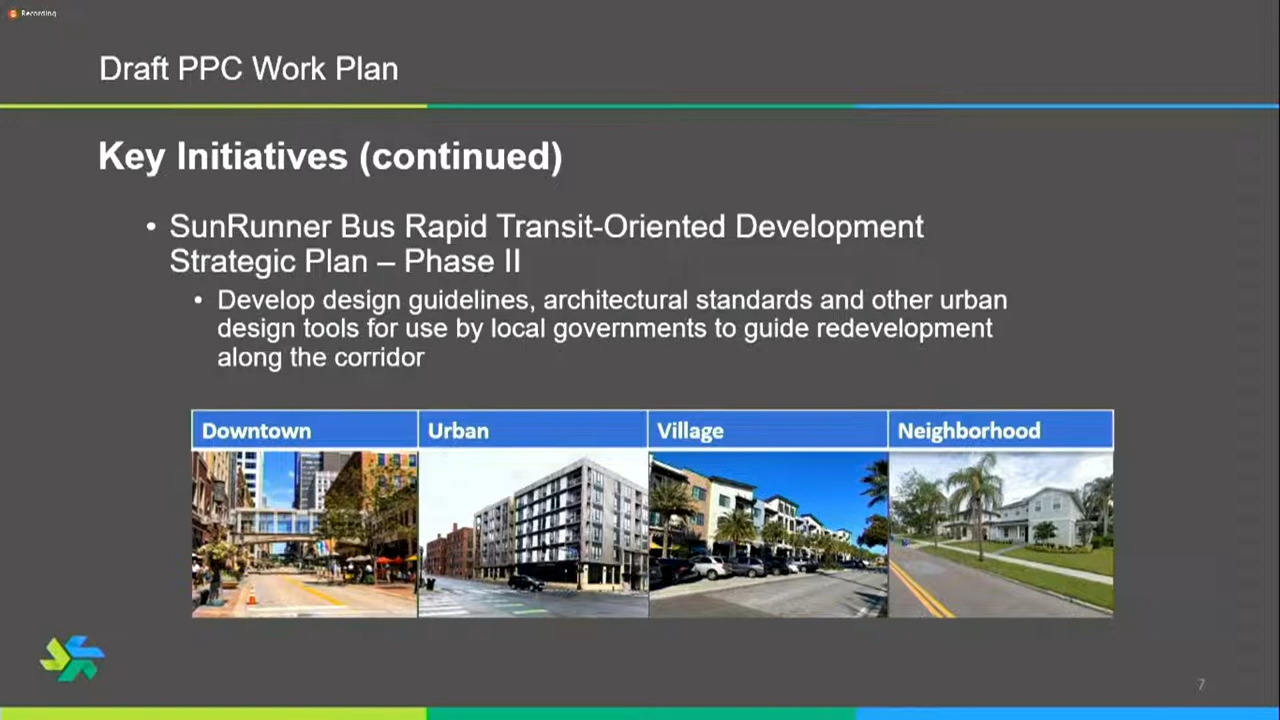 Recording
Draft PPC Work Plan
Key Initiatives (continued)
• SunRunner Bus Rapid Transit-Oriented Development
Strategic Plan – Phase II
• Develop design guidelines, architectural standards and other urban
design tools for use by local governments to guide redevelopment
along the corridor
Downtown Urban Village Neighborhood
7